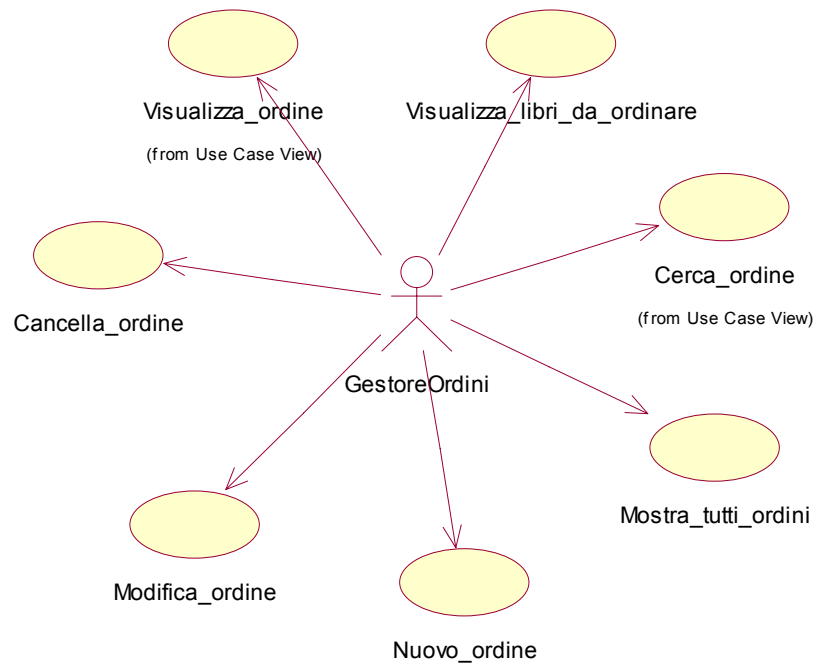 Visualizza_ordine
(from Use Case View)
Visualizza_libri_da_ordinare
Cerca_ordine
(from Use Case View)
Cancella_ordine
GestoreOrdini
Mostra_tutti_ordini
Modifica_ordine
Nuovo_ordine